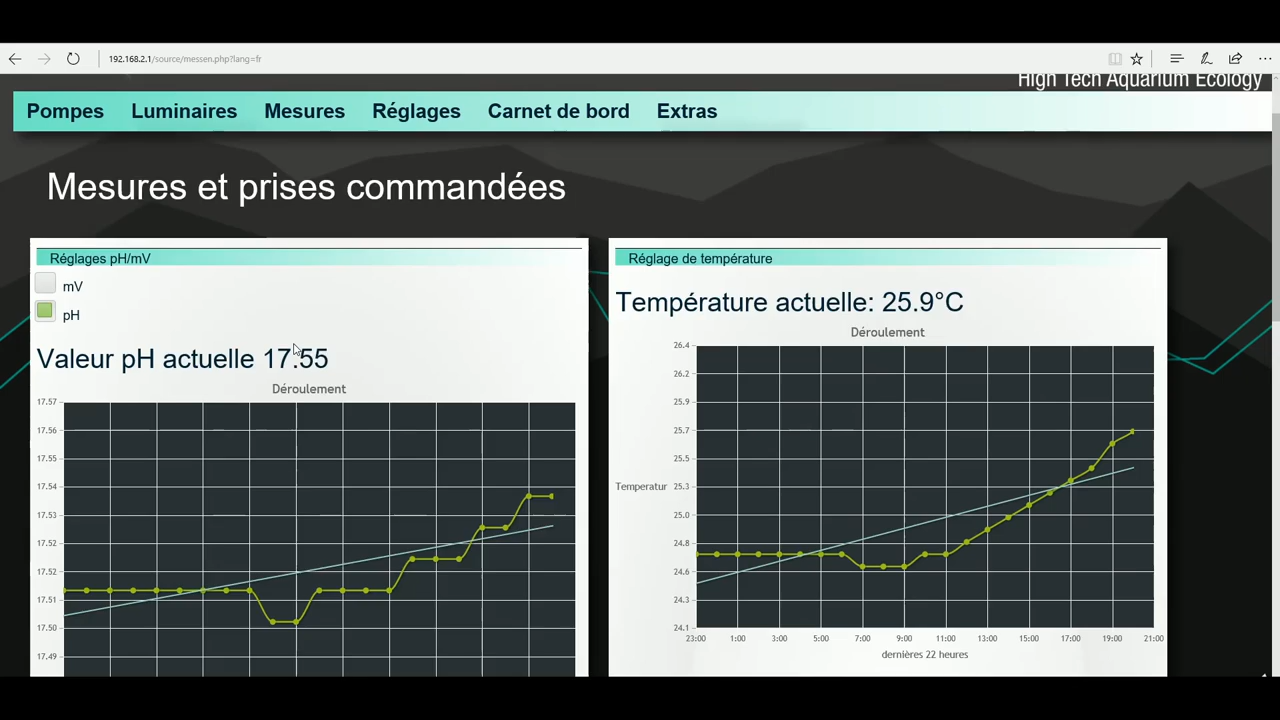 192.168.2.1/source/messen.php?lang=fr
High Tech Aquarium Ecology
Pompes Luminaires Mesures Réglages Carnet de bord Extras
Mesures et prises commandées
Réglages pH/mV
mV
pH
Valeur pH actuelle 17.55
Déroulement
17.57
17.56
17.55
17.54
17.53
17.52
17.52
17.51
17.50
17.49
Réglage de température
Température actuelle: 25.9°C
Déroulement
26.4
26.2
25.9
25.7
25.5
Temperatur 25.3
25.0
24.8
24.6
24.3
24.1
23:00 1:00 3:00 5:00 7:00 9:00 11:00 13:00 15:00 17:00 19:00 21:00
dernières 22 heures